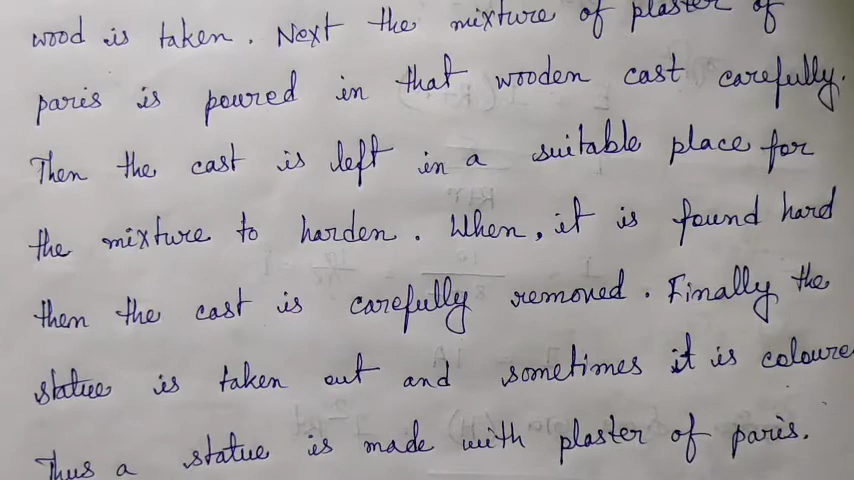 wood is taken. Next the mixture of plaster of
paris is poured in that wooden cast carefully.
Then the cast is left in a suitable place for
the mixture to harden. When, it is found hard
then the cast is carefully removed. Finally the
statue is taken out and sometimes it is coloure
Thus a statue is made with plaster of paris.